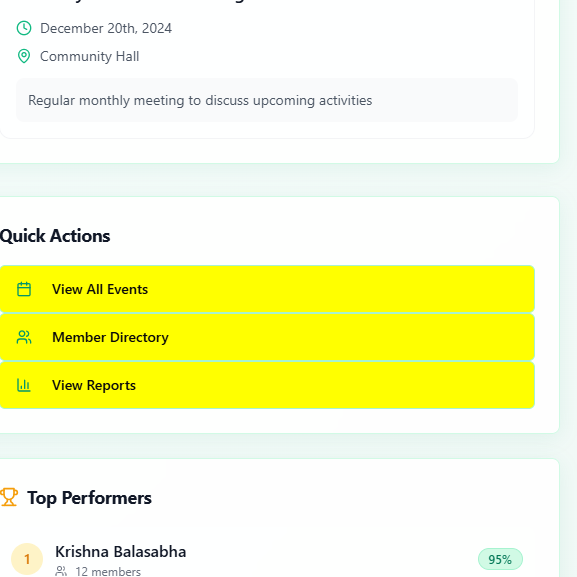 December 20th, 2024
Community Hall
Regular monthly meeting to discuss upcoming activities
Quick Actions
View All Events
Member Directory
View Reports
Top Performers
1
Krishna Balasabha
95%
12 members